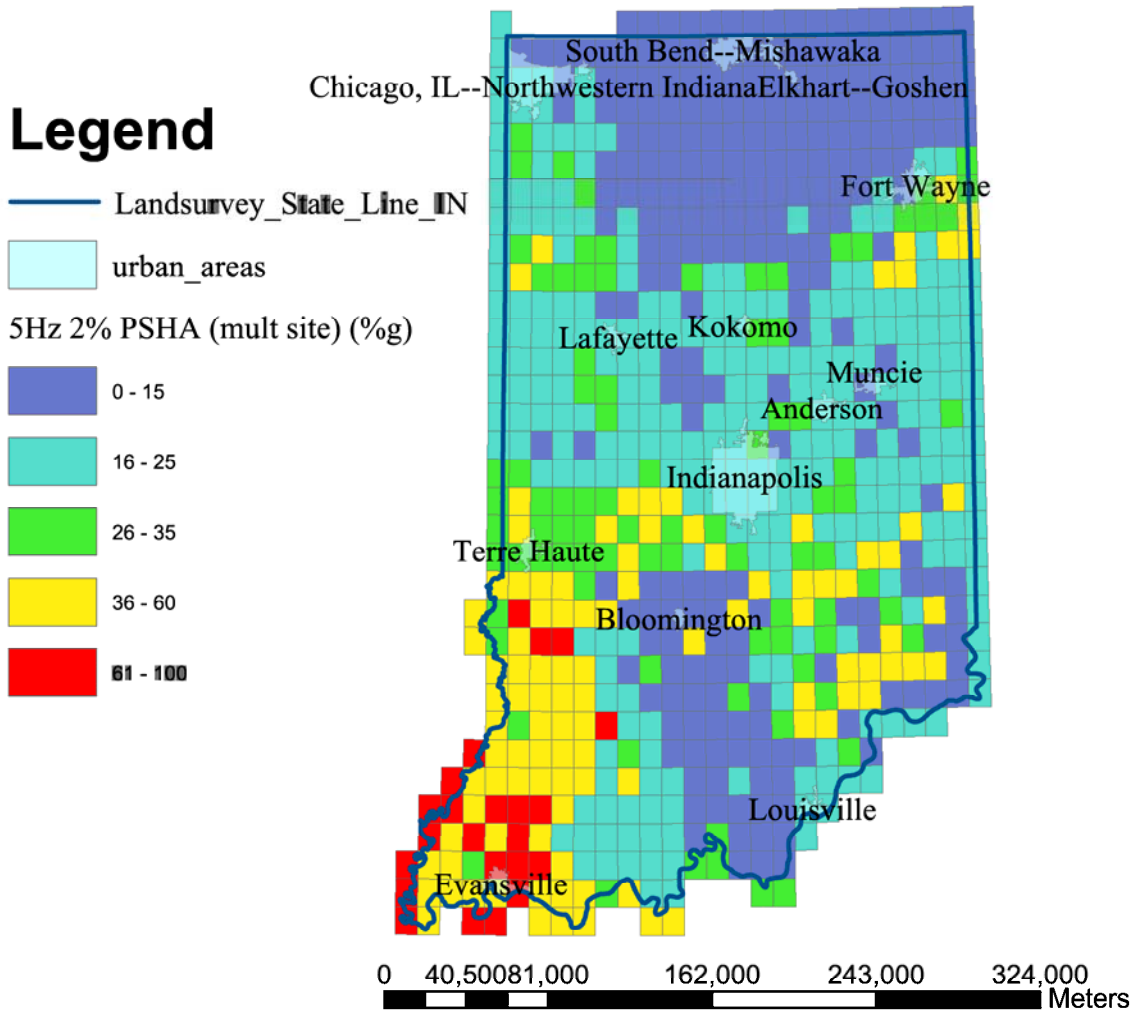 South Bend--Mishawaka
Chicago, IL--Northwestern IndianaElkhart--Goshen
Legend
Fort Wayne
Landsurvey_State_Line_IN
urban_areas
5Hz 2% PSHA (mult site) (%g)
Lafayette
Kokomo
Muncie
0 - 15
Anderson
16 - 25
Indianapolis
26 - 35
Terre Haute
36 - 60
Bloomington
61 - 100
Louisville
Evansville
0 40,50081,000 162,000 243,000 324,000
Meters